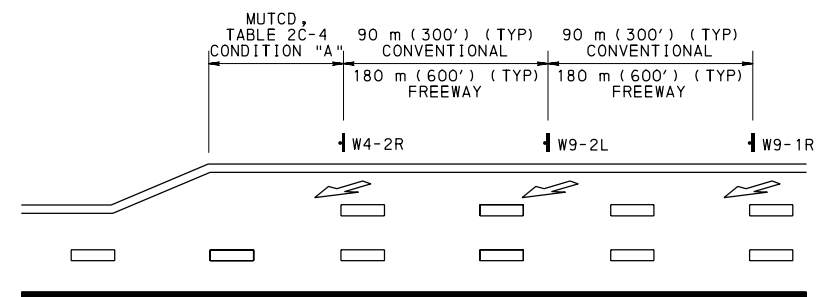 MUTCD,
TABLE 2C-4
CONDITION "A"
90 m (300') (TYP)
CONVENTIONAL
180 m (600') (TYP)
FREEWAY
90 m (300') (TYP)
CONVENTIONAL
180 m (600') (TYP)
FREEWAY
W4-2R
W9-2L
W9-1R